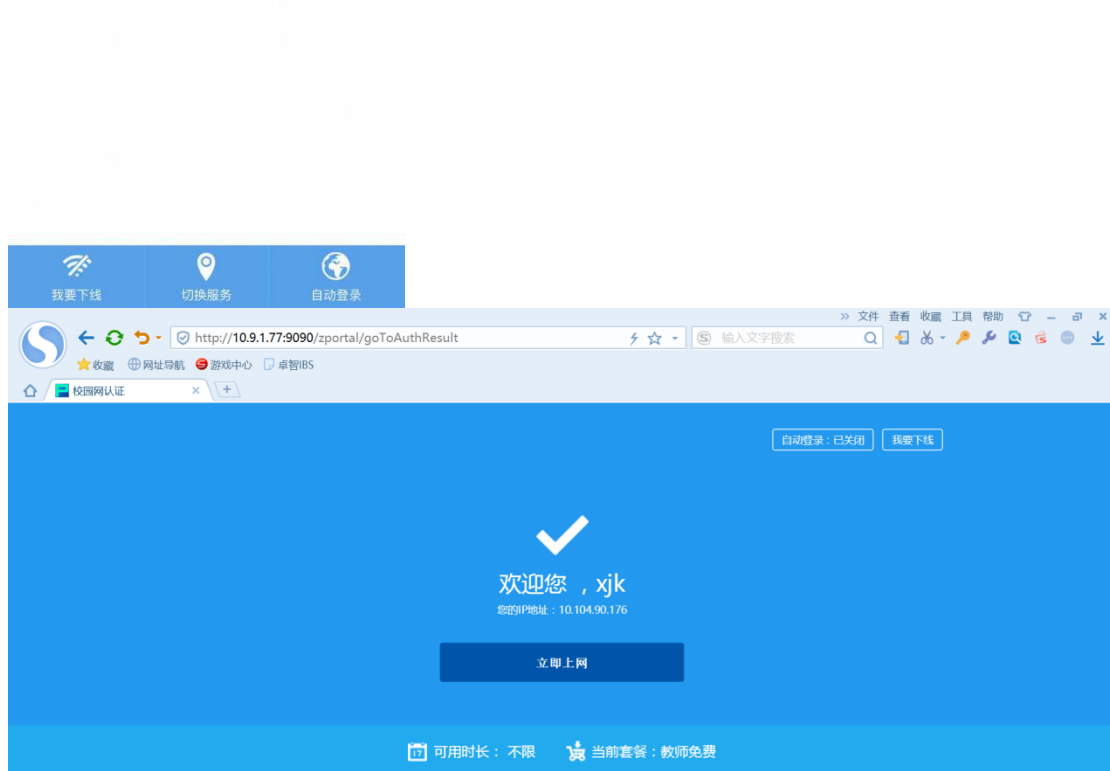 我要下线 切换服务 自动登录
» 文件 查看 收藏 工具 帮助
http://10.9.1.77:9090/zportal/goToAuthResult 输入文字搜索
收藏 网址导航 游戏中心 卓智IBS
校园网认证
自动登录：已关闭 我要下线
欢迎您 ，xjk
您的IP地址：10.104.90.176
立即上网
17 可用时长： 不限 当前套餐：教师免费